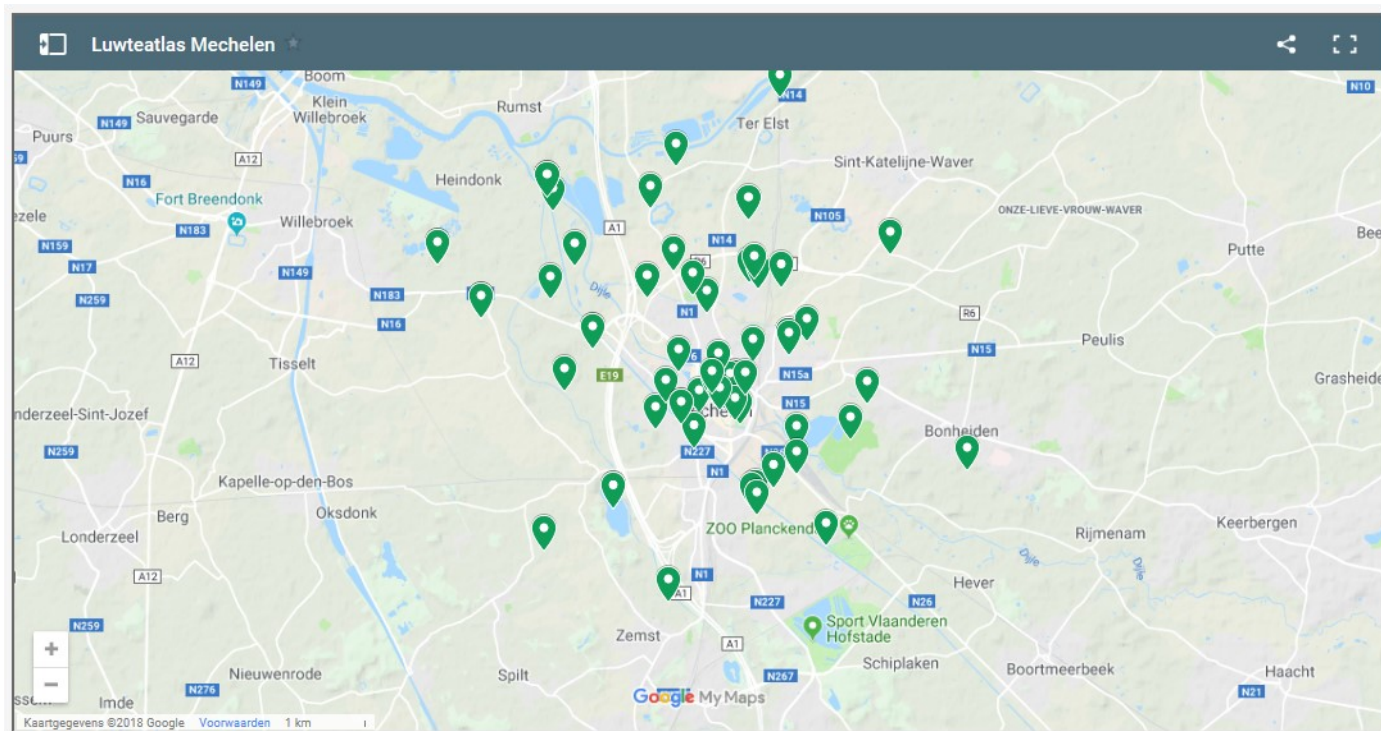 Luwteatlas Mechelen
N149
Boom
N10
Klein
Willebroek
Rumst
N14
Sauvegarde
N149
Puurs
Ter Elst
A12
Sint-Katelijne-Waver
N16
Heindonk
Fort Breendonk
ONZE-LIEVE-VROUW-WAVER
N105
Willebroek
N183
A1
N159
N14
Putte
N17
N149
Dijle
N183
N259
N1
R6
N16
N15
Peulis
A12
Tisselt
E19
N15a
Grasheide
N15
nderzeel-Sint-Jozef
Bonheiden
N259
N227
N1
Kapelle-op-den-Bos
Berg
Oksdonk
ZOO Planckend
Keerbergen
Londerzeel
Rijmenam
Dijle
Dijle
A12
N1
Hever
A1
N227
N26
N259
Zemst
Sport Vlaanderen
Hofstade
A1
Schiplaken
Boortmeerbeek
Haacht
Nieuwenrode
Spilt
N267
N276
N21
Imde
Google My Maps
Kaartgegevens ©2018 Google Voorwaarden 1 km